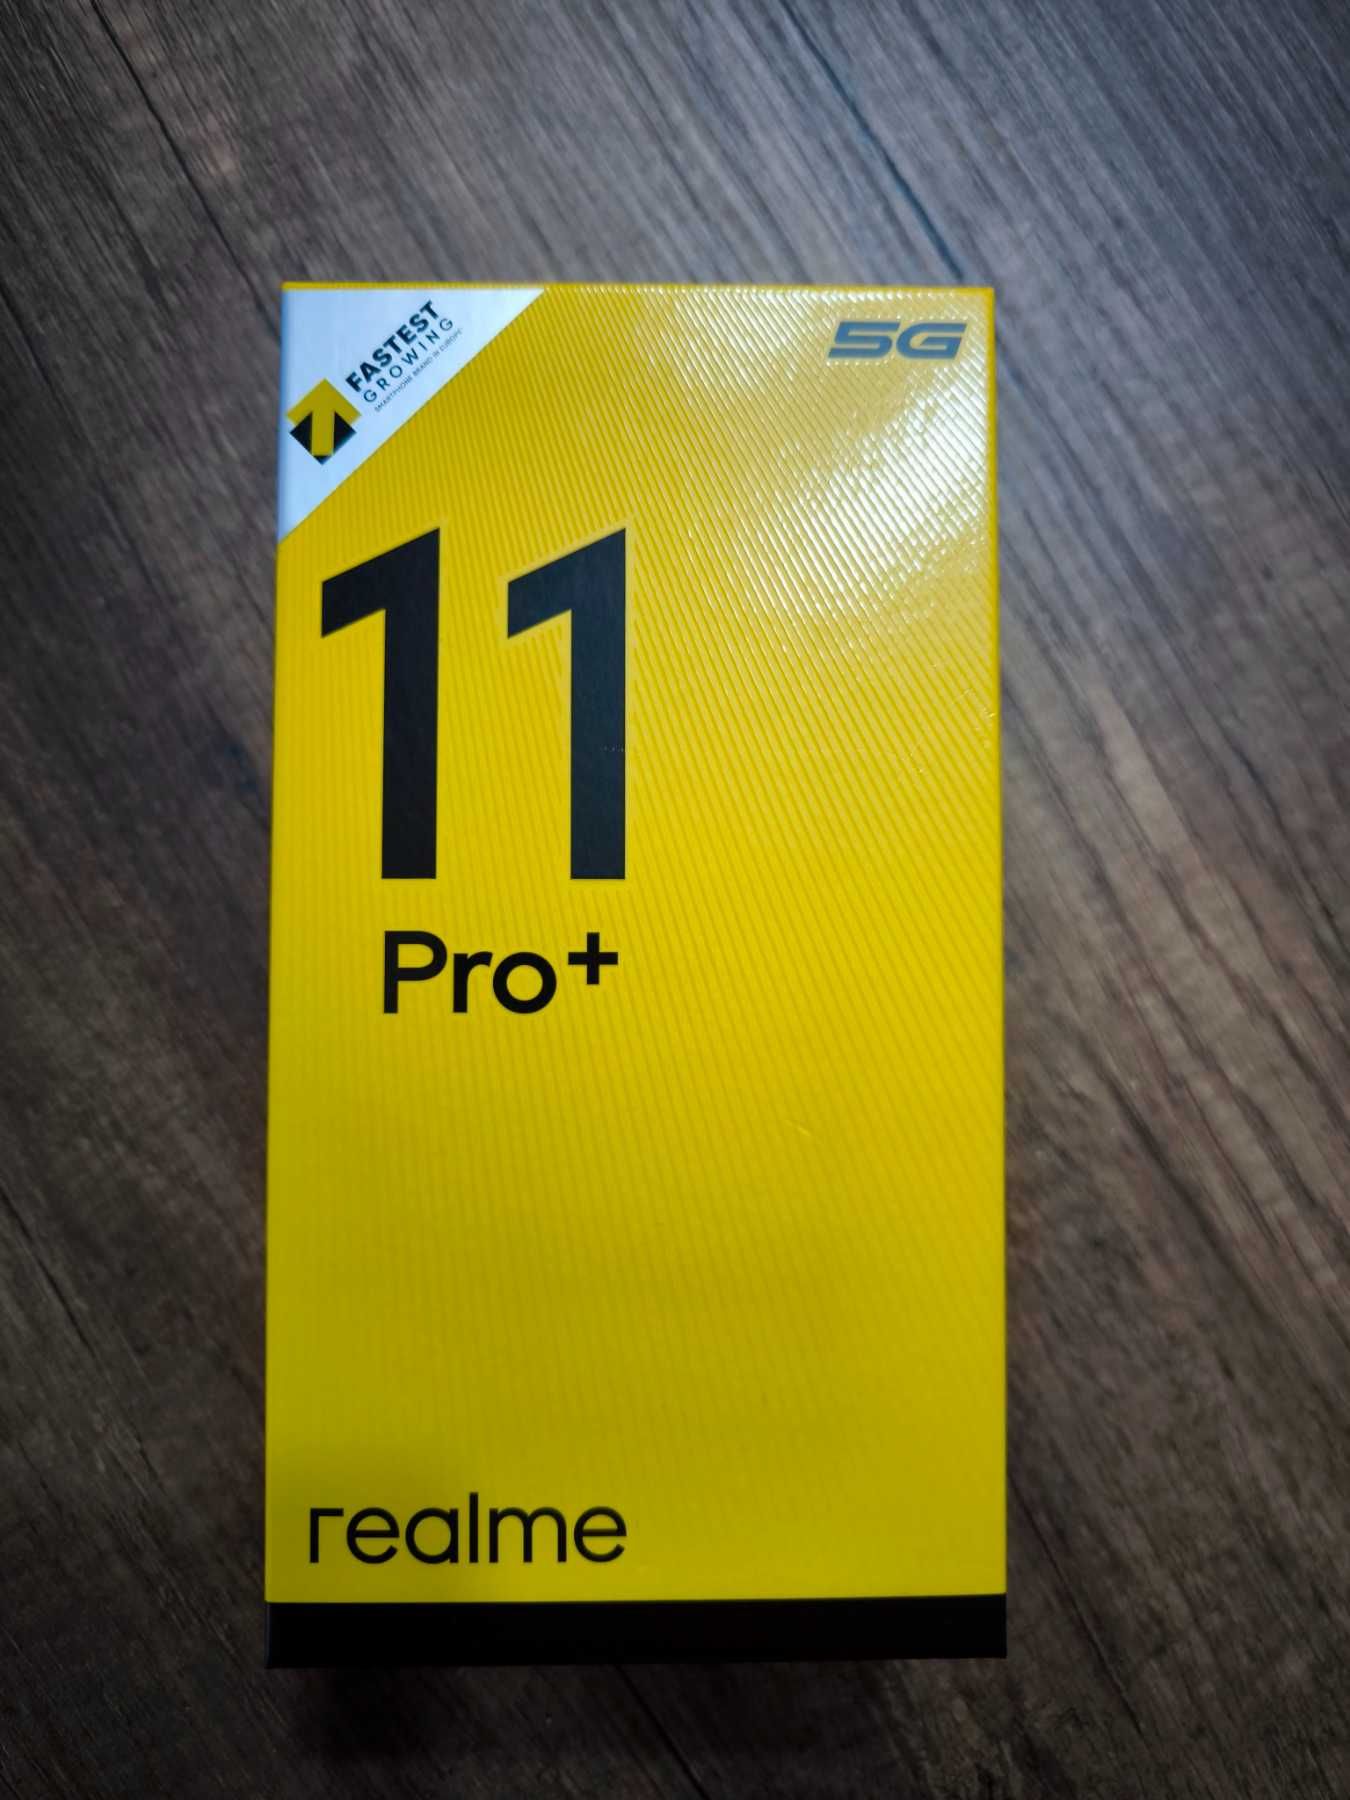 FASTEST
GROWING
SMARTPHONE BRAND IN EUROPE
5G
11
Pro+
realme